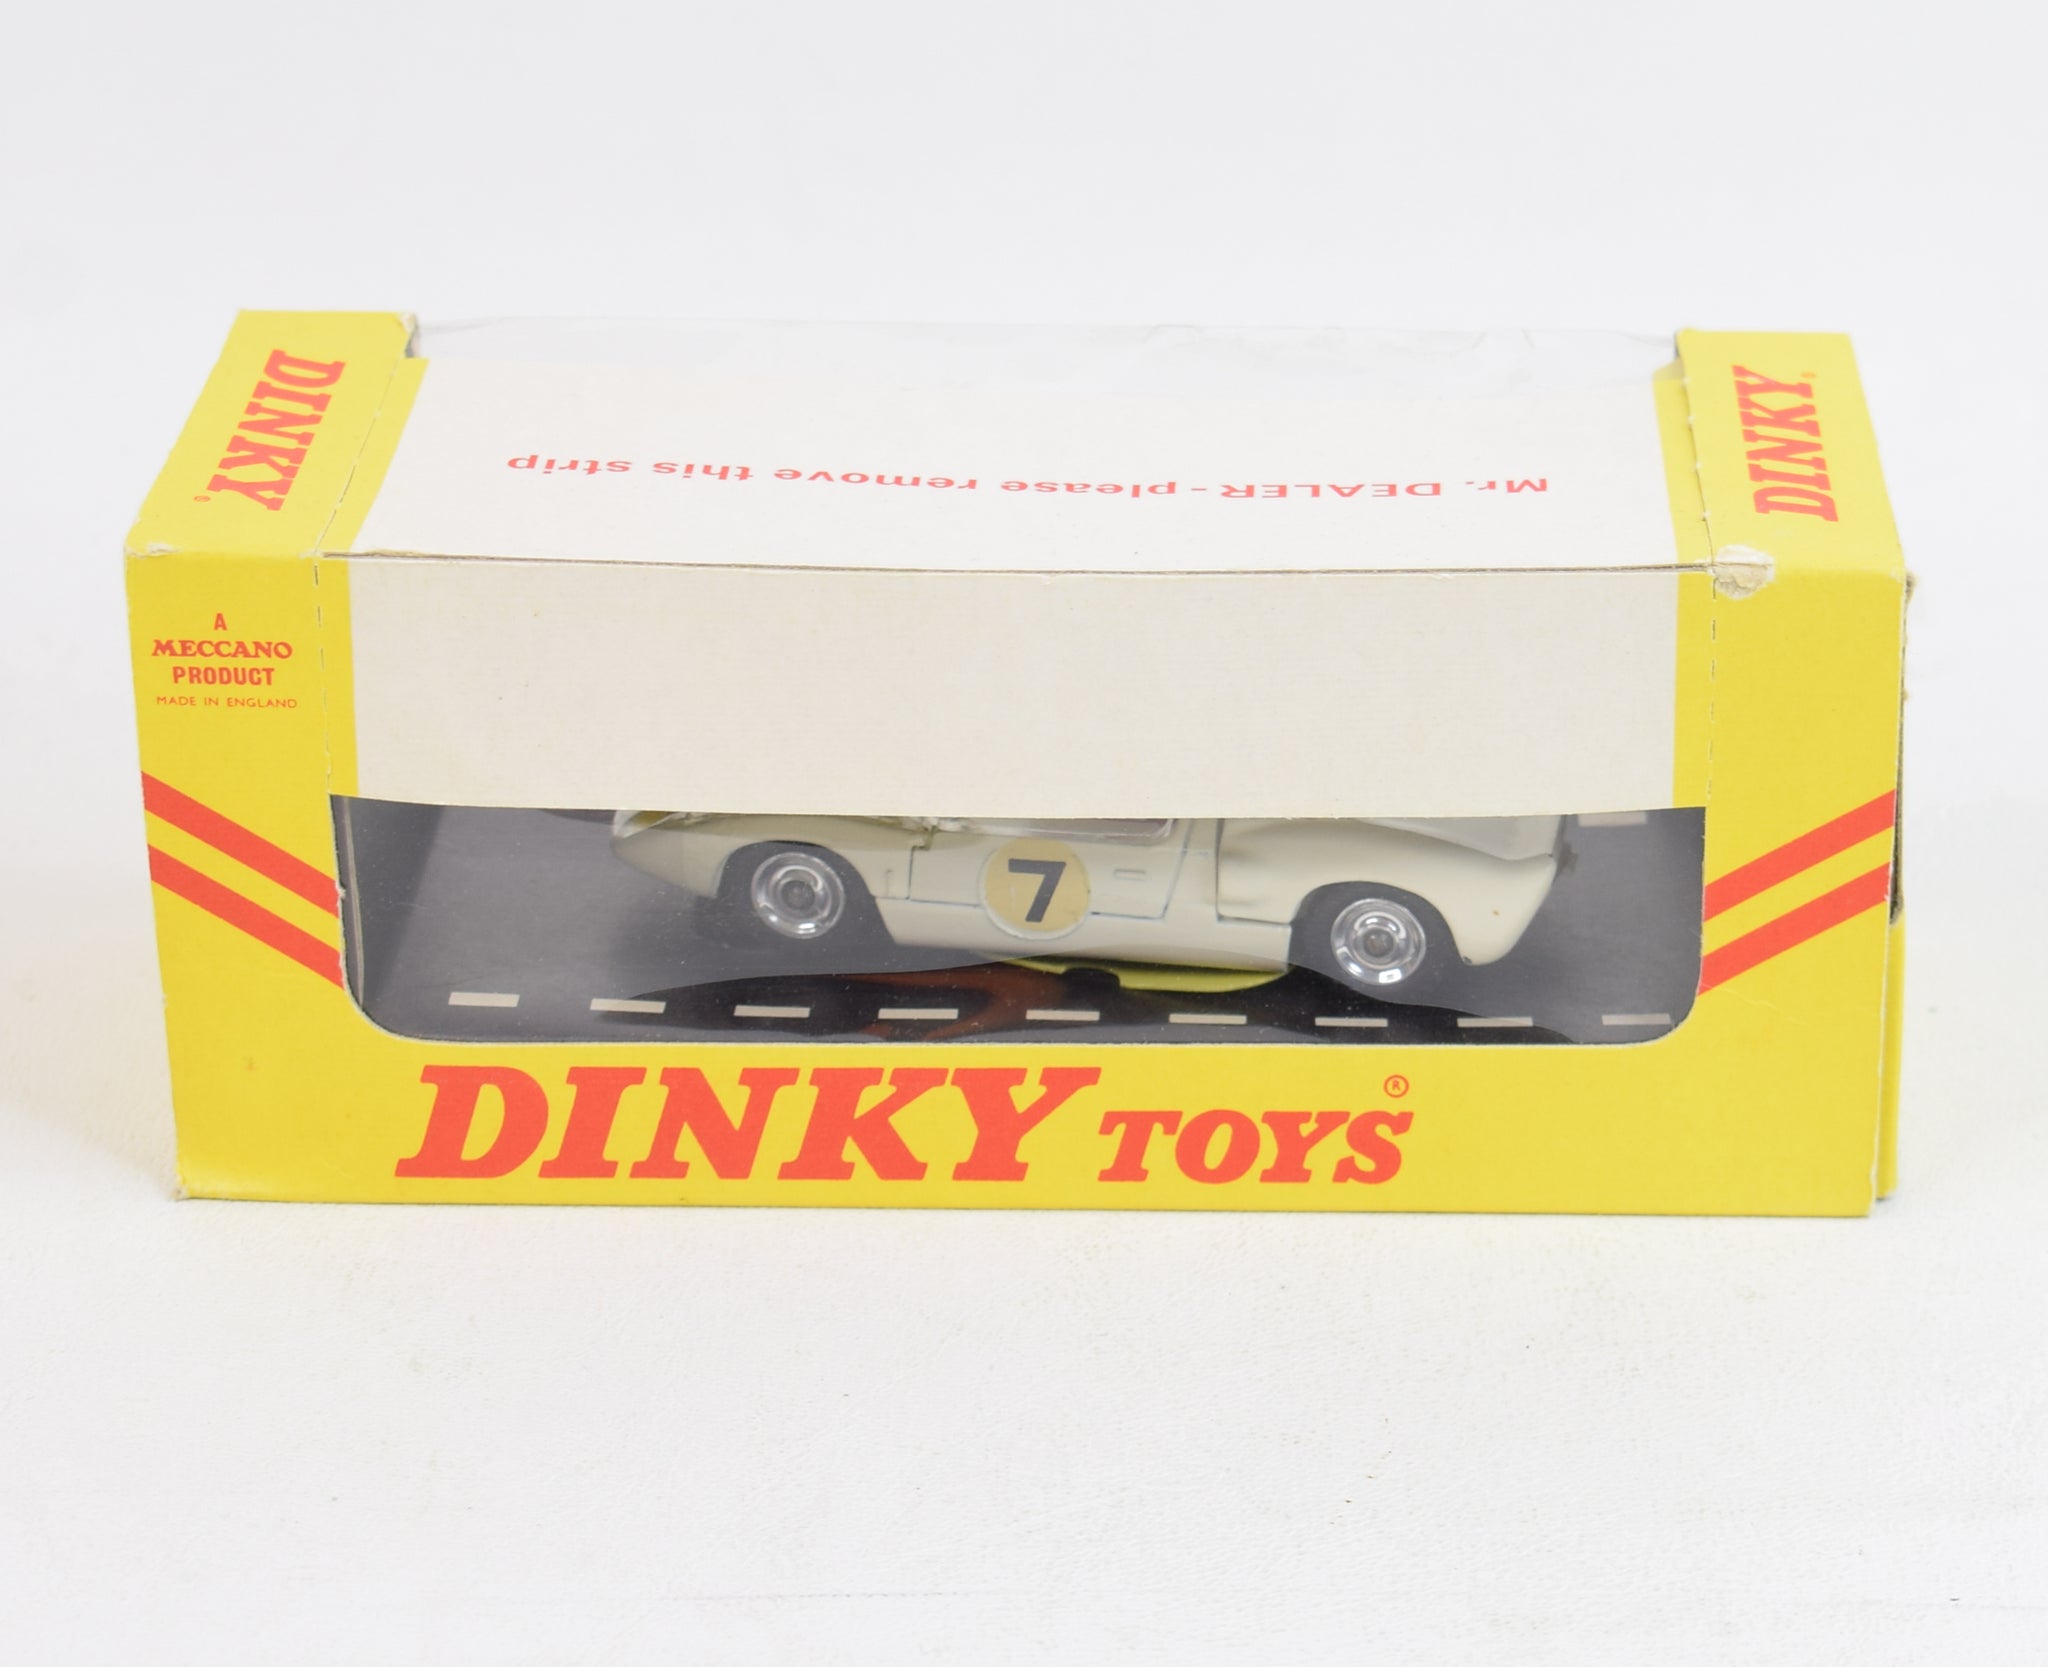 DINKY®
DINKY®
Mr. DEALER - please remove this strip
A
MECCANO
PRODUCT
MADE IN ENGLAND
7
DINKY TOYS®